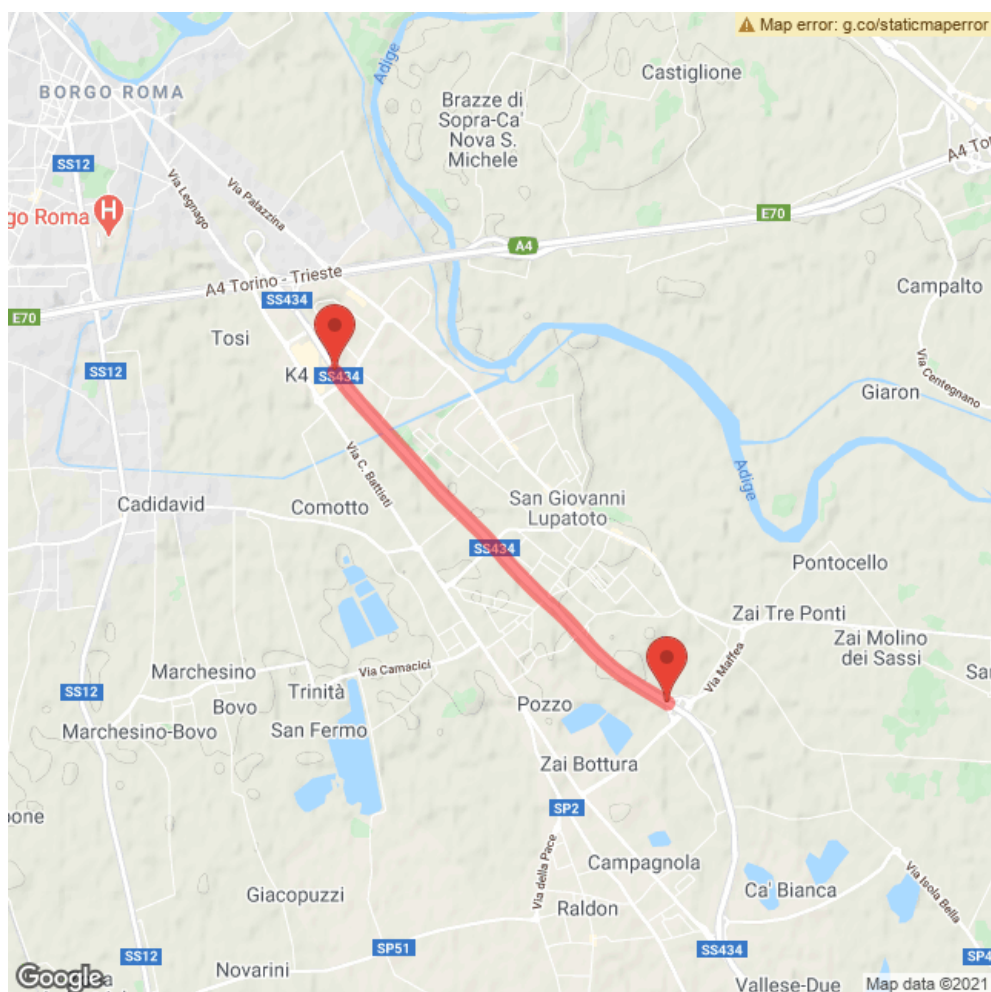 Map error: g.co/staticmaperror
Castiglione
Adige
BORGO ROMA
Brazze di
Sopra-Ca'
Nova S.
Michele
A4 Tor
SS12
Via Legnago
Via Palazzina
go Roma
H
E70
A4
A4 Torino - Trieste
Campalto
SS434
E70
Tosi
Via Centegnano
SS12
K4
SS434
Giaron
Via C. Battisti
Adige
Cadidavid
Comotto
San Giovanni
Lupatoto
SS434
Pontocello
Zai Tre Ponti
Zai Molino
dei Sassi
Via Maffea
Marchesino
Via Camacici
Sa
SS12
Trinità
Bovo
Pozzo
Marchesino-Bovo
San Fermo
Zai Bottura
SP2
one
Via della Pace
Campagnola
Ca' Bianca
Via Isola Bella
Giacopuzzi
Raldon
SS12
SP51
SS434
SP4
Novarini
Google
a
Vallese-Due
Map data ©2021